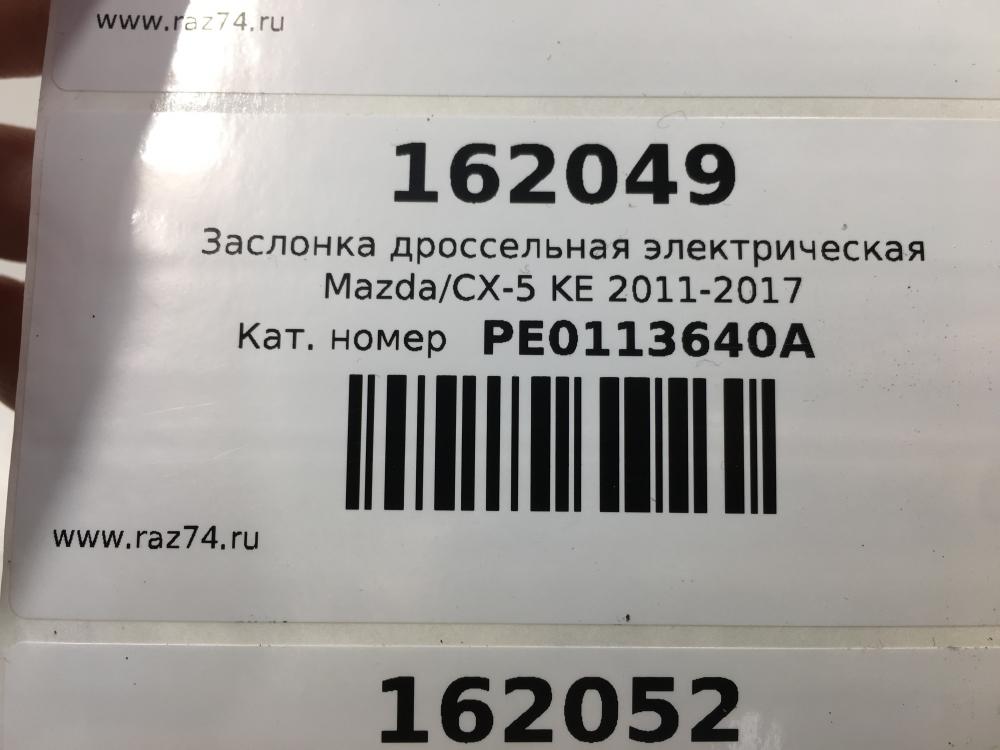 www.raz74.ru
162049
Заслонка дроссельная электрическая
Mazda/CX-5 KE 2011-2017
Кат. номер PE0113640A
www.raz74.ru
162052